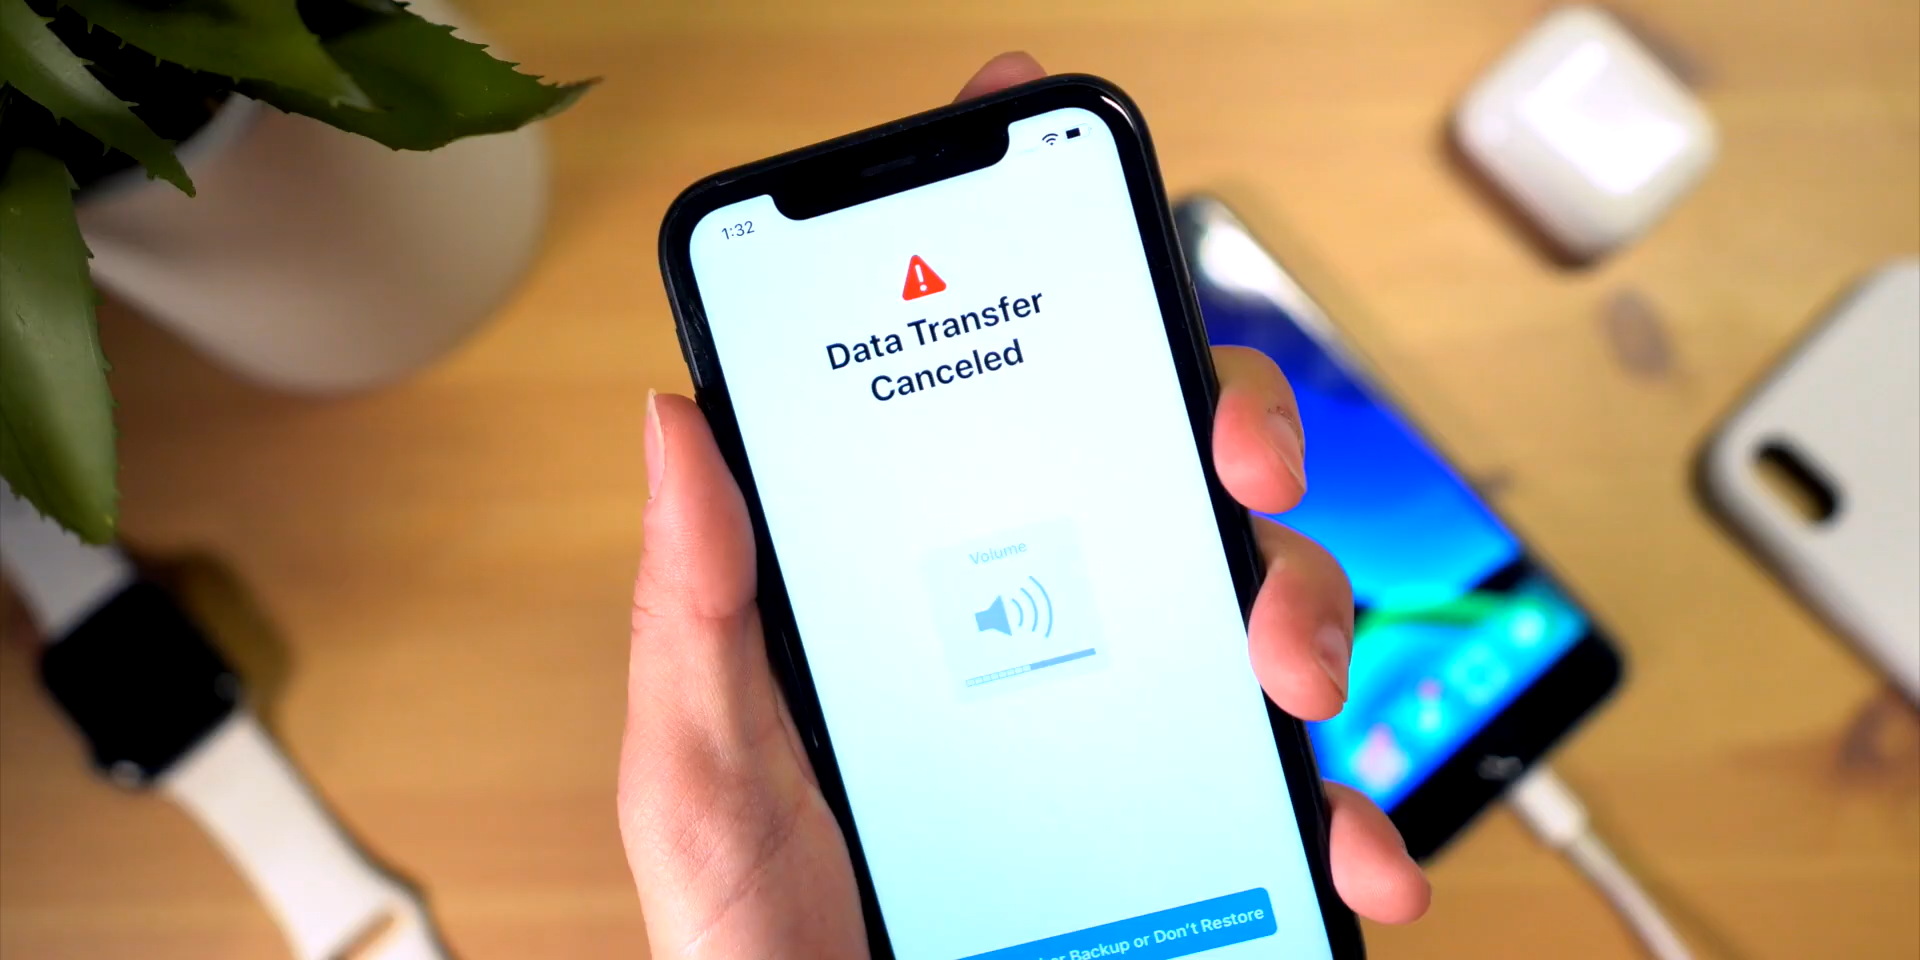 1:32
Data Transfer
Canceled
Volume
Backup or Don't Restore